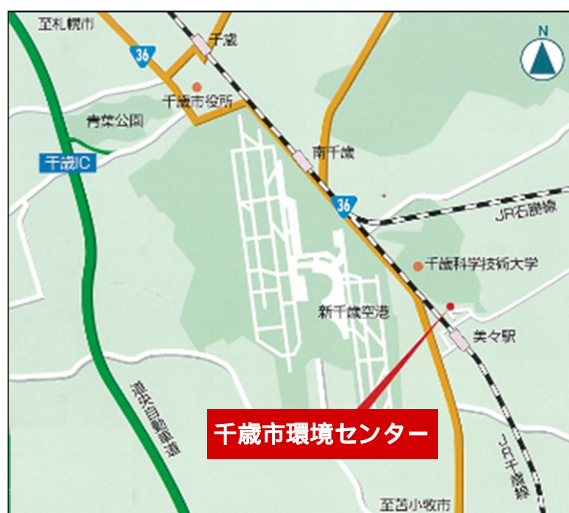 至札幌市
N
千歳
36
千歳市役所
青葉公園
千歳IC
南千歳
36
JR石勝線
千歳科学技術大学
新千歳空港
美々駅
道央自動車道
千歳市環境センター
JR千歳線
至苫小牧市